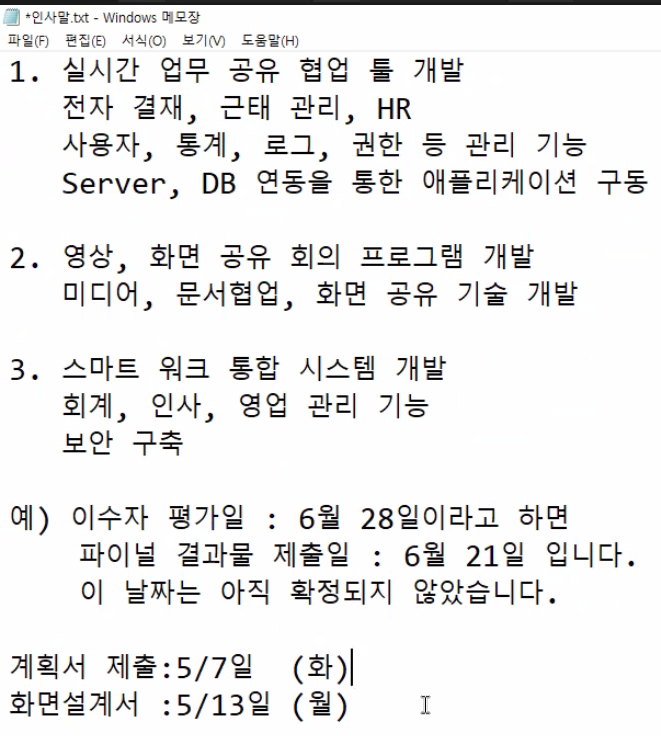 *인사말.txt - Windows 메모장
파일(F) 편집(E) 서식(O) 보기(V) 도움말(H)
1. 실시간 업무 공유 협업 툴 개발
전자 결재, 근태 관리, HR
사용자, 통계, 로그, 권한 등 관리 기능
Server, DB 연동을 통한 애플리케이션 구동
2. 영상, 화면 공유 회의 프로그램 개발
미디어, 문서협업, 화면 공유 기술 개발
3. 스마트 워크 통합 시스템 개발
회계, 인사, 영업 관리 기능
보안 구축
예) 이수자 평가일 : 6월 28일이라고 하면
파이널 결과물 제출일 : 6월 21일 입니다.
이 날짜는 아직 확정되지 않았습니다.
계획서 제출:5/7일 (화)
화면설계서 :5/13일 (월)